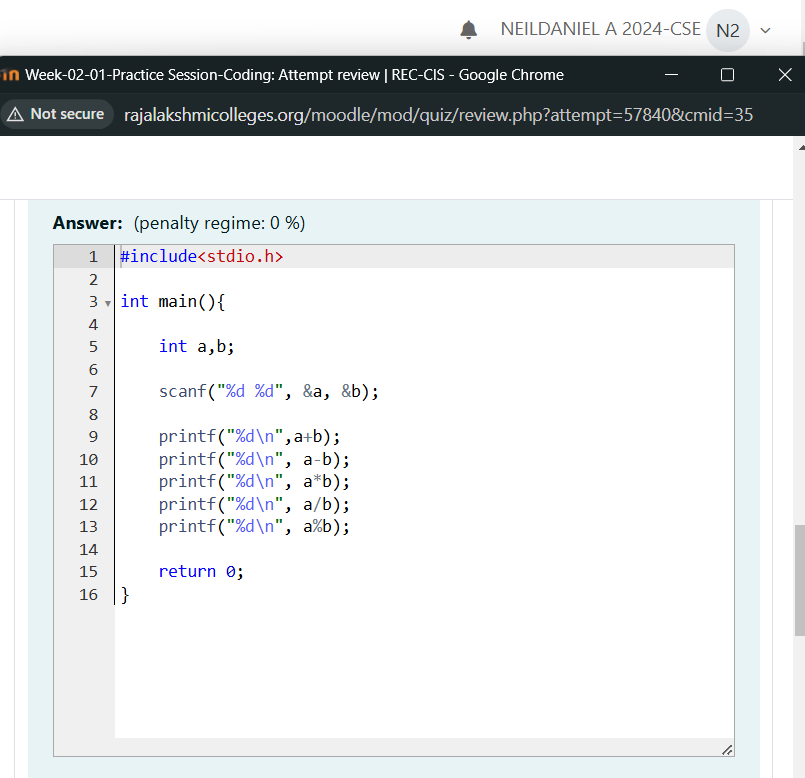 NEILDANIEL A 2024-CSE N2
in Week-02-01-Practice Session-Coding: Attempt review | REC-CIS - Google Chrome
Not secure rajalakshmicolleges.org/moodle/mod/quiz/review.php?attempt=57840&cmid=35
Answer: (penalty regime: 0 %)
1 #include<stdio.h>
2
3 int main(){
4
5 int a,b;
6
7 scanf("%d %d", &a, &b);
8
9 printf("%d\n",a+b);
10 printf("%d\n", a-b);
11 printf("%d\n", a*b);
12 printf("%d\n", a/b);
13 printf("%d\n", a%b);
14
15 return 0;
16 }